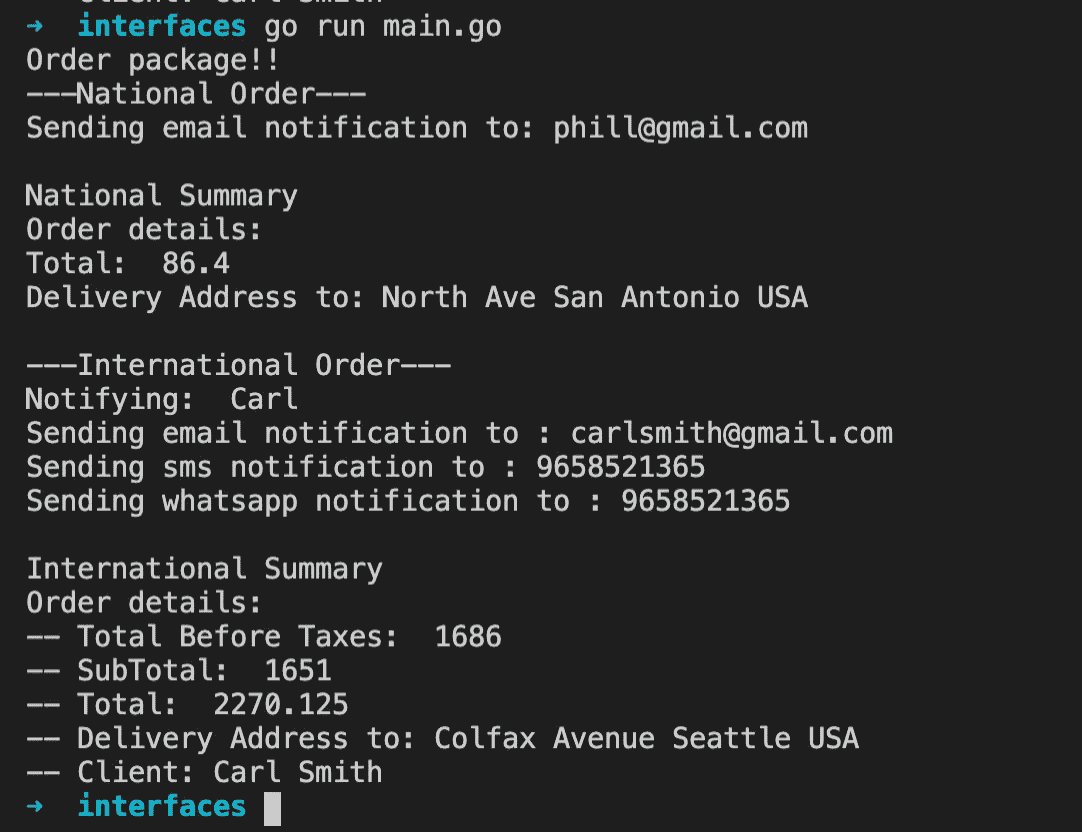 Client: Carl Smith
→ interfaces go run main.go
Order package!!
---National Order---
Sending email notification to: phill@gmail.com
National Summary
Order details:
Total:  86.4
Delivery Address to: North Ave San Antonio USA
---International Order---
Notifying:  Carl
Sending email notification to : carlsmith@gmail.com
Sending sms notification to : 9658521365
Sending whatsapp notification to : 9658521365
International Summary
Order details:
-- Total Before Taxes:  1686
-- SubTotal:  1651
-- Total:  2270.125
-- Delivery Address to: Colfax Avenue Seattle USA
-- Client: Carl Smith
→ interfaces